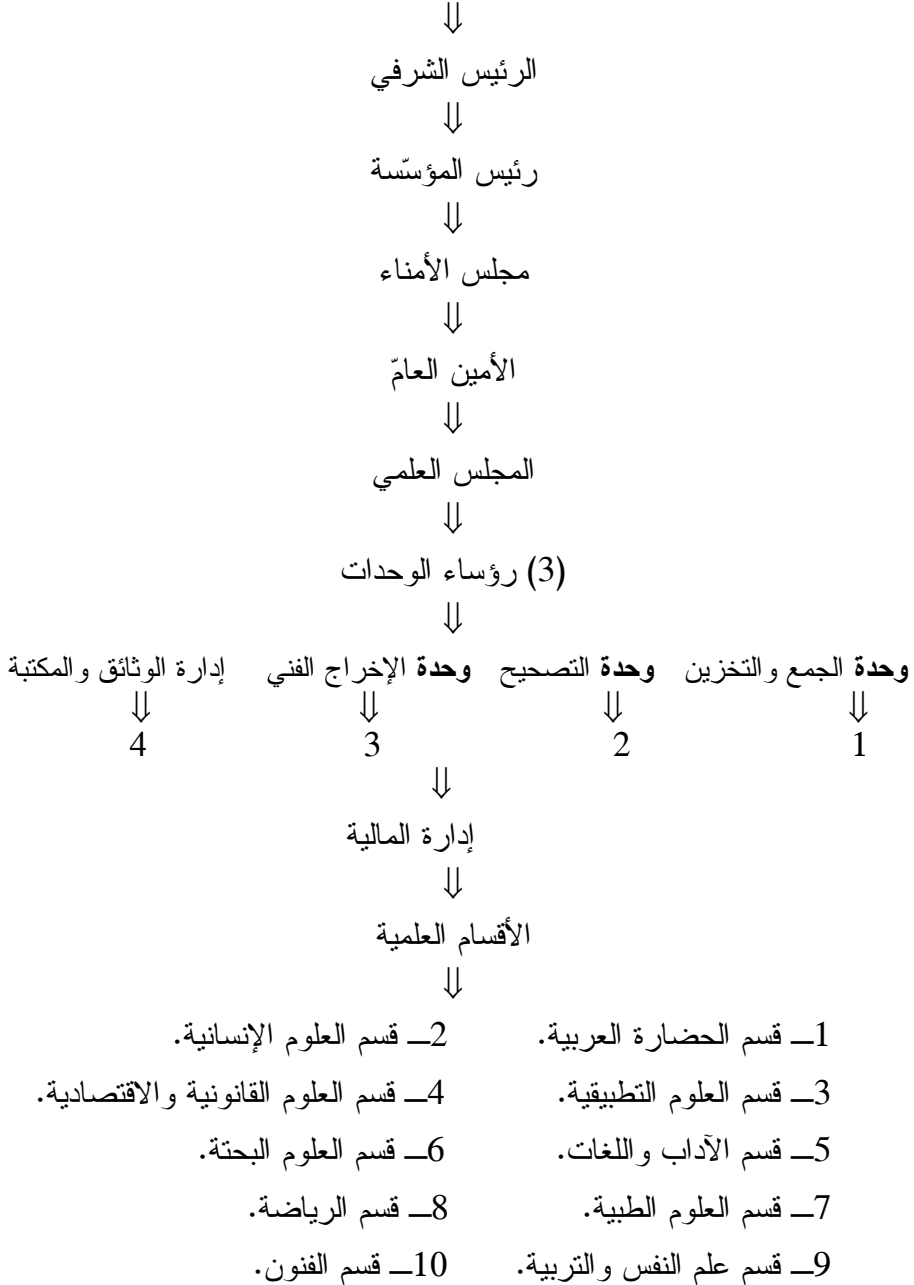 ⇓
الرئيس الشرفي
⇓
رئيس المؤسّسة
⇓
مجلس الأمناء
⇓
الأمين العامّ
⇓
المجلس العلمي
⇓
(3) رؤساء الوحدات
⇓
وحدة الجمع والتخزين وحدة التصحيح وحدة الإخراج الفني إدارة الوثائق والمكتبة
⇓ ⇓ ⇓ ⇓
1 2 3 4
⇓
إدارة المالية
⇓
الأقسام العلمية
⇓
1ـ قسم الحضارة العربية. 2ـ قسم العلوم الإنسانية.
3ـ قسم العلوم التطبيقية. 4ـ قسم العلوم القانونية والاقتصادية.
5ـ قسم الآداب واللغات. 6ـ قسم العلوم البحتة.
7ـ قسم العلوم الطبية. 8ـ قسم الرياضة.
9ـ قسم علم النفس والتربية. 10ـ قسم الفنون.